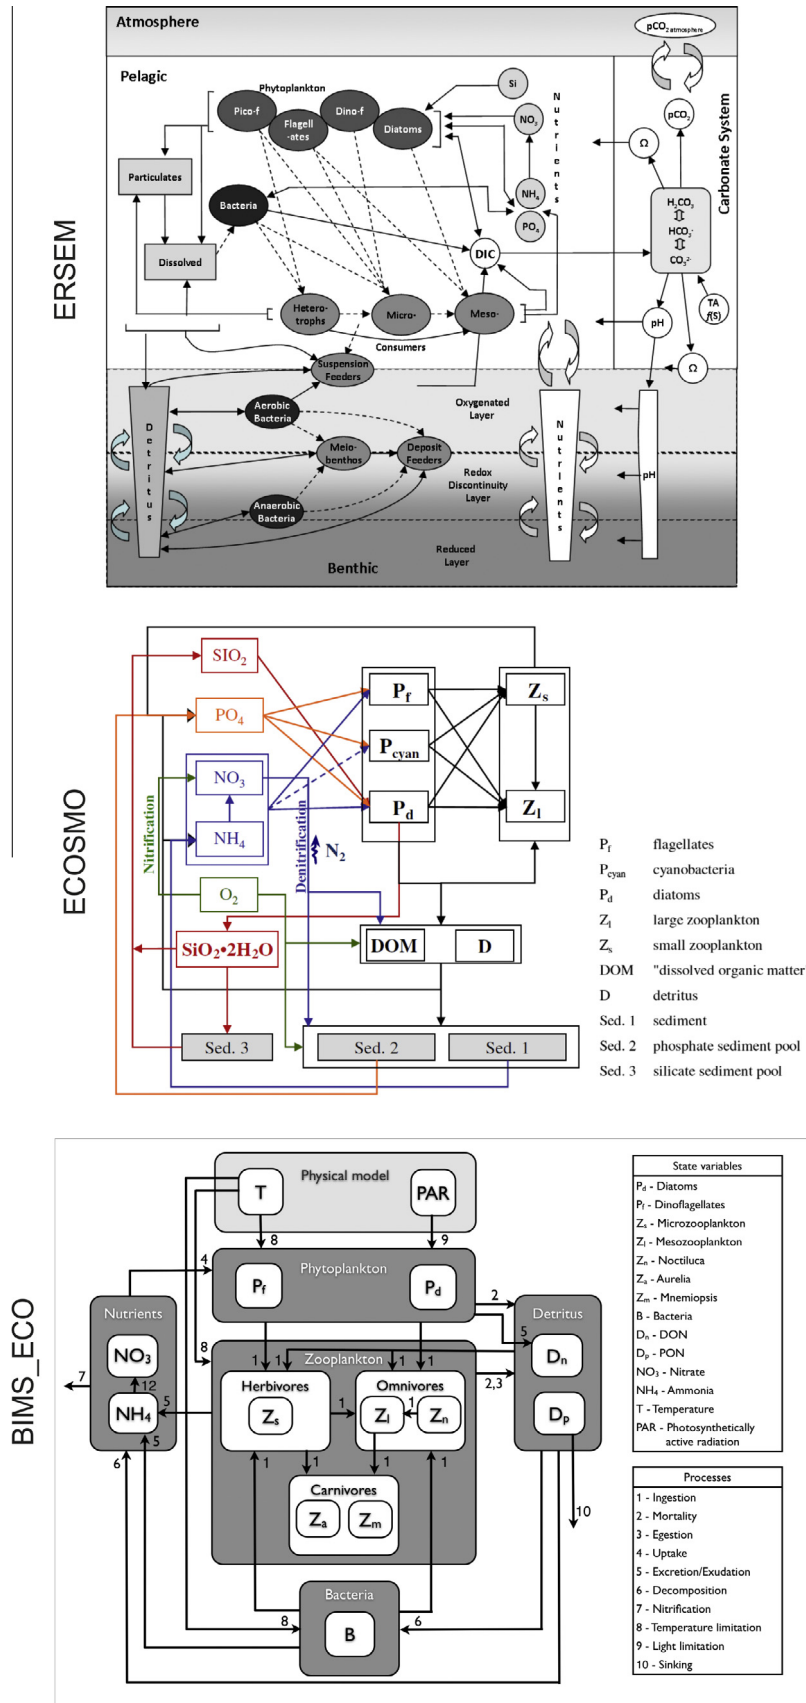 ERSEM
Atmosphere
pCO2 atmosphere
Pelagic
Phytoplankton
Pico-f
Flagell
-ates
Dino-f
Diatoms
Si
NO3
NH4
PO4
Nutrients
Particulates
Bacteria
Dissolved
DIC
Hetero-
trophs
Micro-
Meso-
Consumers
Carbonate System
pCO2
Ω
H2CO3
HCO3-
CO32-
TA
f(S)
pH
Ω
Suspension
Feeders
Aerobic
Bacteria
Oxygenated
Layer
Detritus
Meio-
benthos
Deposit
Feeders
Nutrients
pH
Redox
Discontinuity
Layer
Anaerobic
Bacteria
Reduced
Layer
Benthic
ECOSMO
SIO2
PO4
NO3
NH4
O2
Nitrification
Denitrification
N2
Pf
Pcyan
Pd
Zs
Zl
SiO2•2H2O
DOM
D
Sed. 3
Sed. 2
Sed. 1
Pf flagellates
Pcyan cyanobacteria
Pd diatoms
Zl large zooplankton
Zs small zooplankton
DOM "dissolved organic matter"
D detritus
Sed. 1 sediment
Sed. 2 phosphate sediment pool
Sed. 3 silicate sediment pool
BIMS_ECO
Physical model
T
PAR
8
9
4
Phytoplankton
Pf
Pd
2
5
Nutrients
NO3
12
NH4
7
5
5
6
8
Zooplankton
1
1
1
1
Herbivores
Zs
1
Omnivores
Zl
1
Zn
2,3
Detritus
Dn
Dp
10
1
1
1
1
Carnivores
Za
Zm
Bacteria
B
8
6
State variables
Pd - Diatoms
Pf - Dinoflagellates
Zs - Microzooplankton
Zl - Mesozooplankton
Zn - Noctiluca
Za - Aurelia
Zm - Mnemiopsis
B - Bacteria
Dn - DON
Dp - PON
NO3 - Nitrate
NH4 - Ammonia
T - Temperature
PAR - Photosynthetically
active radiation
Processes
1 - Ingestion
2 - Mortality
3 - Egestion
4 - Uptake
5 - Excretion/Exudation
6 - Decomposition
7 - Nitrification
8 - Temperature limitation
9 - Light limitation
10 - Sinking